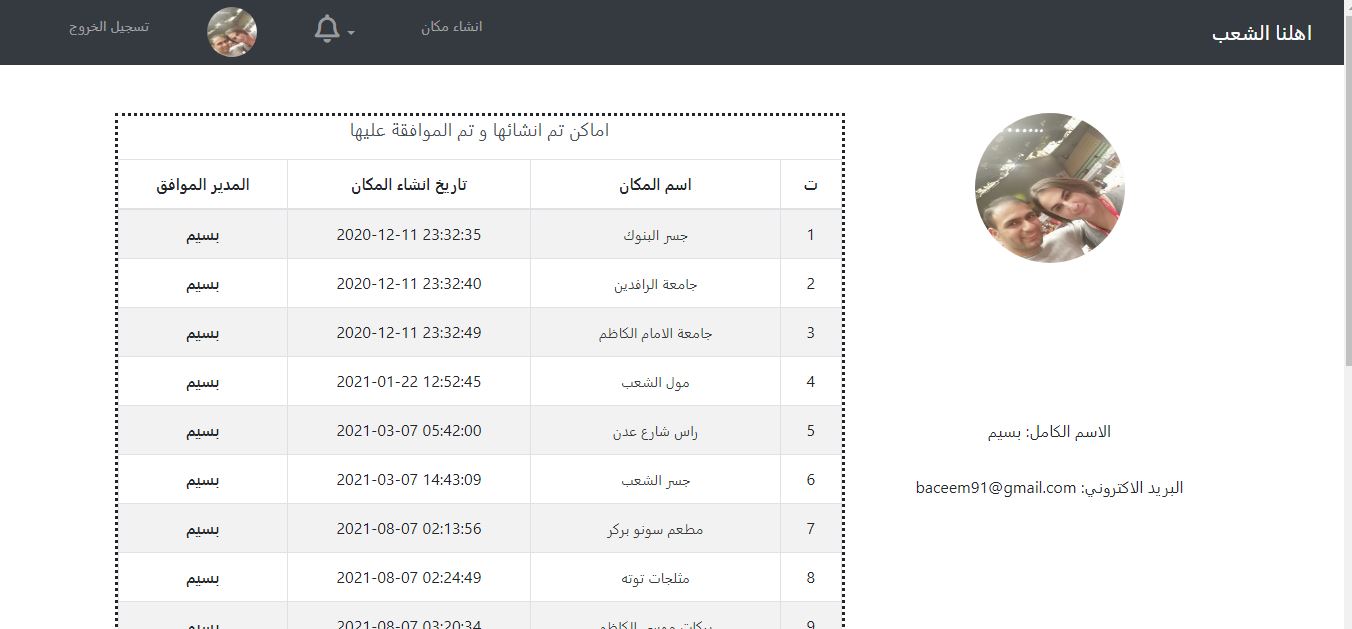 اهلنا الشعب
انشاء مكان
تسجيل الخروج
الاسم الكامل: بسيم
البريد الاكتروني: baceem91@gmail.com
اماكن تم انشائها و تم الموافقة عليها
ت اسم المكان تاريخ انشاء المكان المدير الموافق
1 جسر البنوك 2020-12-11 23:32:35 بسيم
2 جامعة الرافدين 2020-12-11 23:32:40 بسيم
3 جامعة الامام الكاظم 2020-12-11 23:32:49 بسيم
4 مول الشعب 2021-01-22 12:52:45 بسيم
5 راس شارع عدن 2021-03-07 05:42:00 بسيم
6 جسر الشعب 2021-03-07 14:43:09 بسيم
7 مطعم سونو بركر 2021-08-07 02:13:56 بسيم
8 مثلجات توته 2021-08-07 02:24:49 بسيم
9 الكاظم 2021-08-07 03:20:34 بسيم